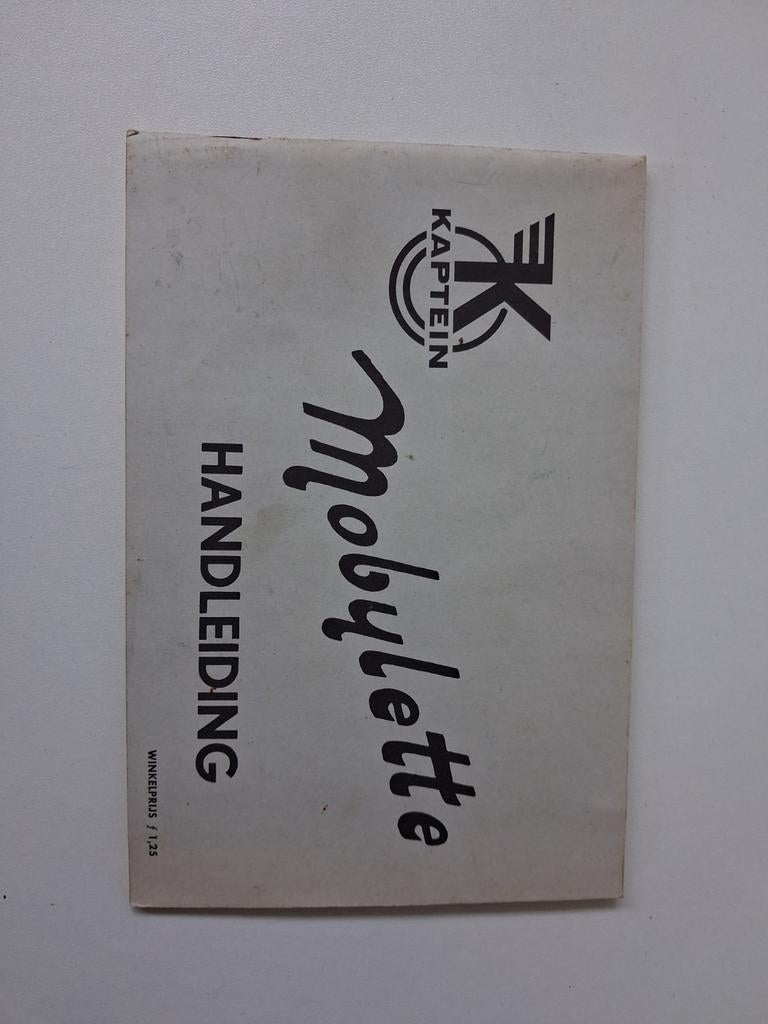 K
KAPTEIN
Mobylette
HANDLEIDING
WINKELPRIJS ƒ 1,25